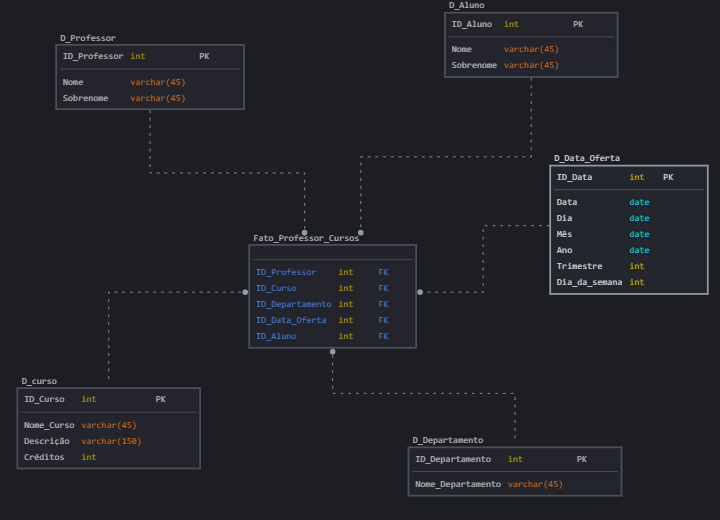 D_Professor
ID_Professor int PK
Nome varchar(45)
Sobrenome varchar(45)
D_Aluno
ID_Aluno int PK
Nome varchar(45)
Sobrenome varchar(45)
D_Data_Oferta
ID_Data int PK
Data date
Dia date
Mês date
Ano date
Trimestre int
Dia_da_semana int
Fato_Professor_Cursos
ID_Professor int FK
ID_Curso int FK
ID_Departamento int FK
ID_Data_Oferta int FK
ID_Aluno int FK
D_curso
ID_Curso int PK
Nome_Curso varchar(45)
Descrição varchar(150)
Créditos int
D_Departamento
ID_Departamento int PK
Nome_Departamento varchar(45)